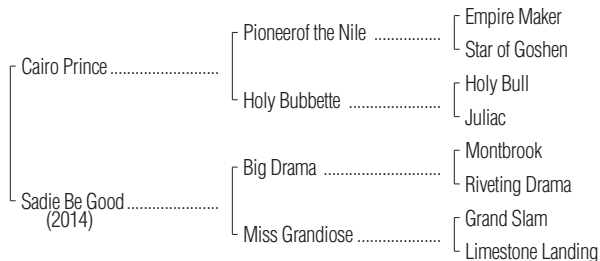 Empire Maker
Pioneerof the Nile ..................
Star of Goshen
Cairo Prince .............................
Holy Bull
Holy Bubbette .........................
Juliac
Montbrook
Big Drama ...............................
Riveting Drama
Sadie Be Good ........................
(2014)
Grand Slam
Miss Grandiose ......................
Limestone Landing